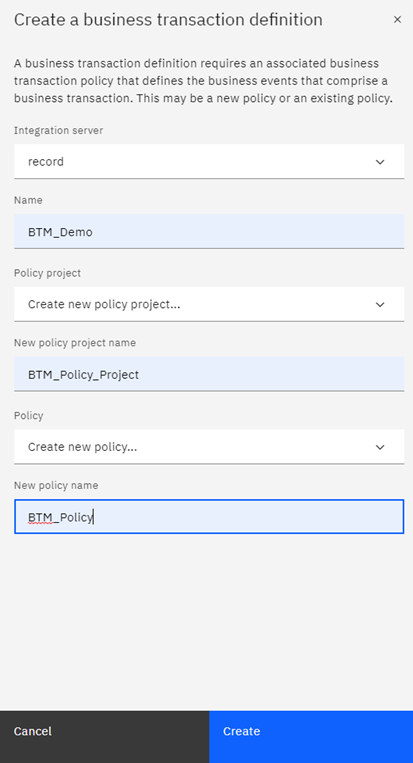 Create a business transaction definition
A business transaction definition requires an associated business
transaction policy that defines the business events that comprise a
business transaction. This may be a new policy or an existing policy.
Integration server
record
Name
BTM_Demo
Policy project
Create new policy project...
New policy project name
BTM_Policy_Project
Policy
Create new policy...
New policy name
BTM_Policy
Cancel
Create